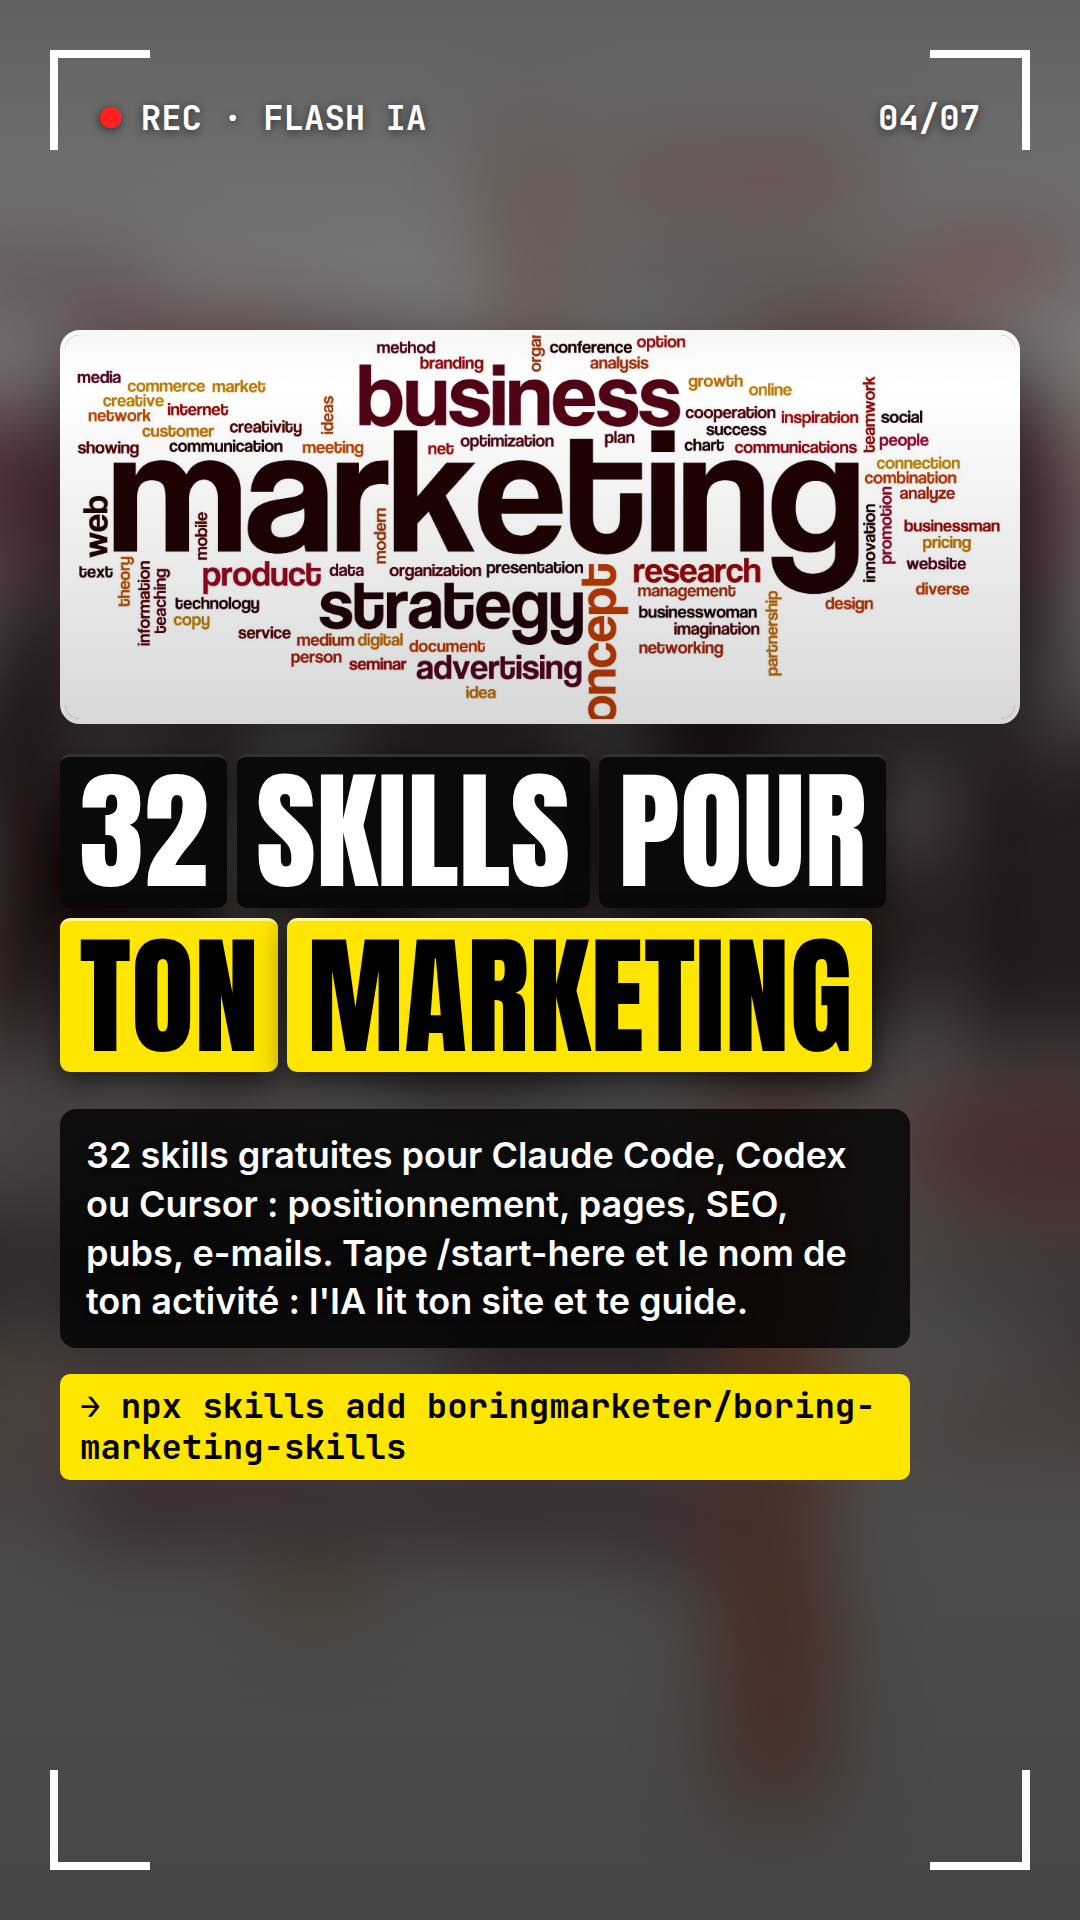 REC · FLASH IA
04/07
method
organ
conference
option
branding
analysis
media
commerce
market
business
growth
online
creative
network
internet
ideas
cooperation
inspiration
teamwork
social
customer
creativity
success
people
showing
communication
meeting
net
optimization
plan
chart
communications
marketing
connection
combination
analyze
web
mobile
modern
innovation
promotion
businessman
pricing
text
theory
information
teaching
product
data
organization
presentation
research
website
management
diverse
technology
strategy
oncept
businesswoman
partnership
design
copy
imagination
service
medium
digital
document
networking
person
seminar
advertising
idea
32 SKILLS POUR
TON MARKETING
32 skills gratuites pour Claude Code, Codex
ou Cursor : positionnement, pages, SEO,
pubs, e-mails. Tape /start-here et le nom de
ton activité : l'IA lit ton site et te guide.
→ npx skills add boringmarketer/boring-
marketing-skills